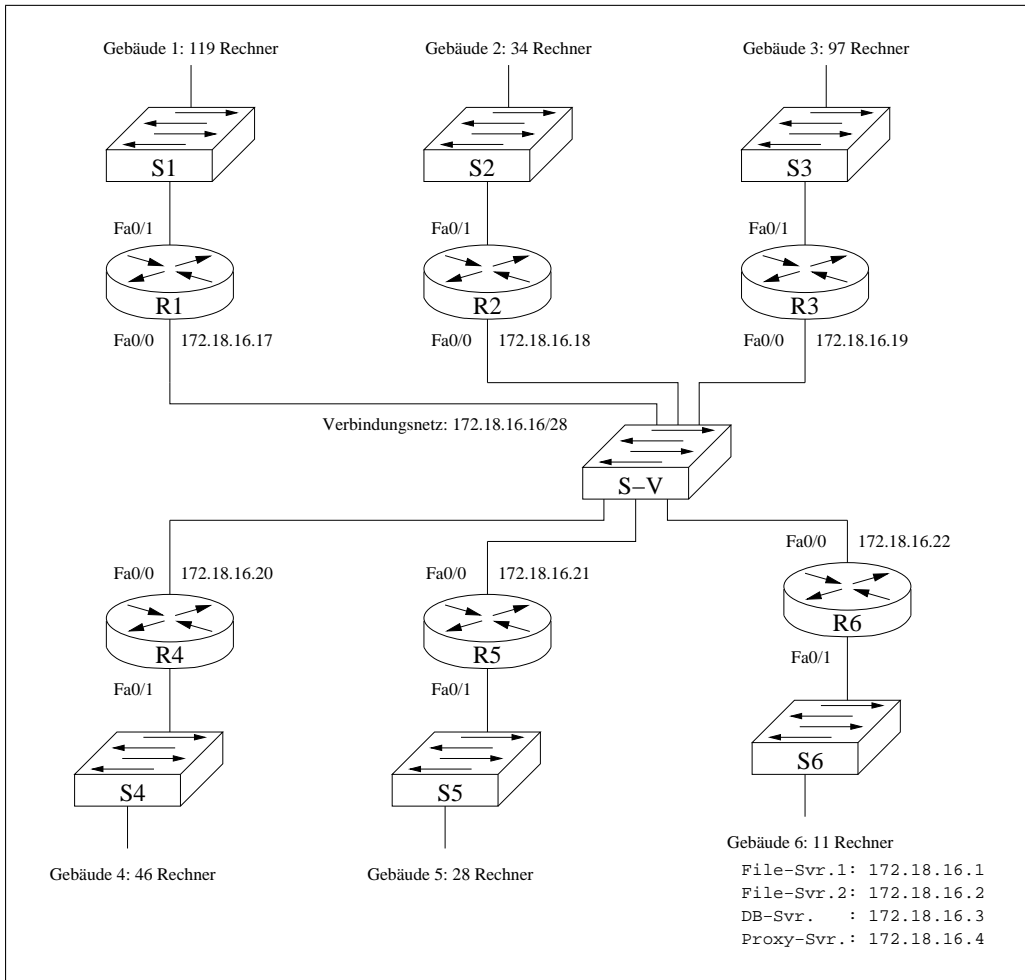 Gebäude 1: 119 Rechner
Gebäude 2: 34 Rechner
Gebäude 3: 97 Rechner
S1
S2
S3
Fa0/1
Fa0/1
Fa0/1
R1
R2
R3
Fa0/0
172.18.16.17
Fa0/0
172.18.16.18
Fa0/0
172.18.16.19
Verbindungsnetz: 172.18.16.16/28
S–V
Fa0/0
172.18.16.20
Fa0/0
172.18.16.21
Fa0/0
172.18.16.22
R4
R5
R6
Fa0/1
Fa0/1
Fa0/1
S4
S5
S6
Gebäude 4: 46 Rechner
Gebäude 5: 28 Rechner
Gebäude 6: 11 Rechner
File-Svr.1: 172.18.16.1
File-Svr.2: 172.18.16.2
DB-Svr. : 172.18.16.3
Proxy-Svr.: 172.18.16.4